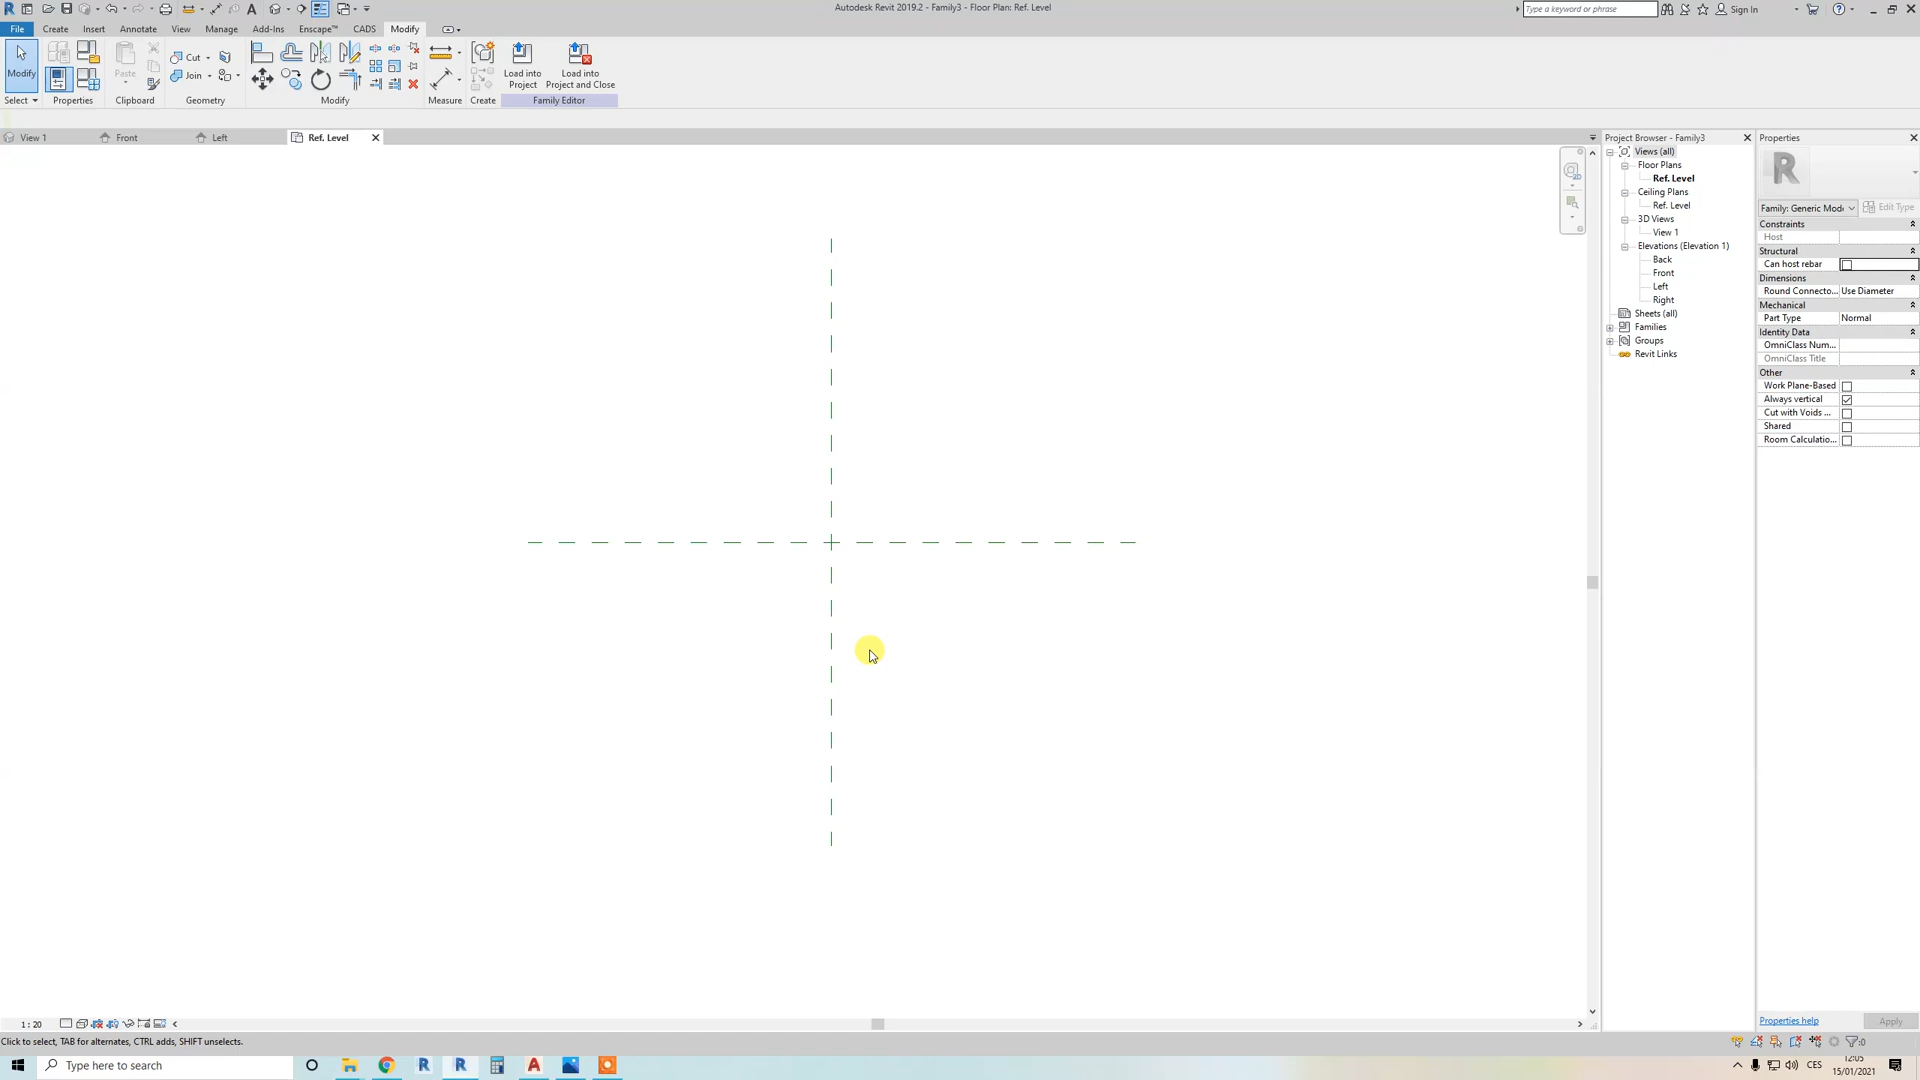 Autodesk Revit 2019.2 - Family3 - Floor Plan: Ref. Level
Type a keyword or phrase
Sign In
File Create Insert Annotate View Manage Add-Ins Enscape™ CADS Modify
Modify
Paste
Cut
Join
Load into Project
Load into Project and Close
Select Properties Clipboard Geometry Modify Measure Create Family Editor
View 1 Front Left Ref. Level
Project Browser - Family3
Views (all)
Floor Plans
Ref. Level
Ceiling Plans
Ref. Level
3D Views
View 1
Elevations (Elevation 1)
Back
Front
Left
Right
Sheets (all)
Families
Groups
Revit Links
Properties
R
Family: Generic Mode Edit Type
Constraints
Host
Structural
Can host rebar
Dimensions
Round Connecto... Use Diameter
Mechanical
Part Type Normal
Identity Data
OmniClass Num...
OmniClass Title
Other
Work Plane-Based
Always vertical
Cut with Voids ...
Shared
Room Calculatio...
Properties help Apply
1 : 20
Click to select, TAB for alternates, CTRL adds, SHIFT unselects.
:0
Type here to search
CES
12:05
15/01/2021